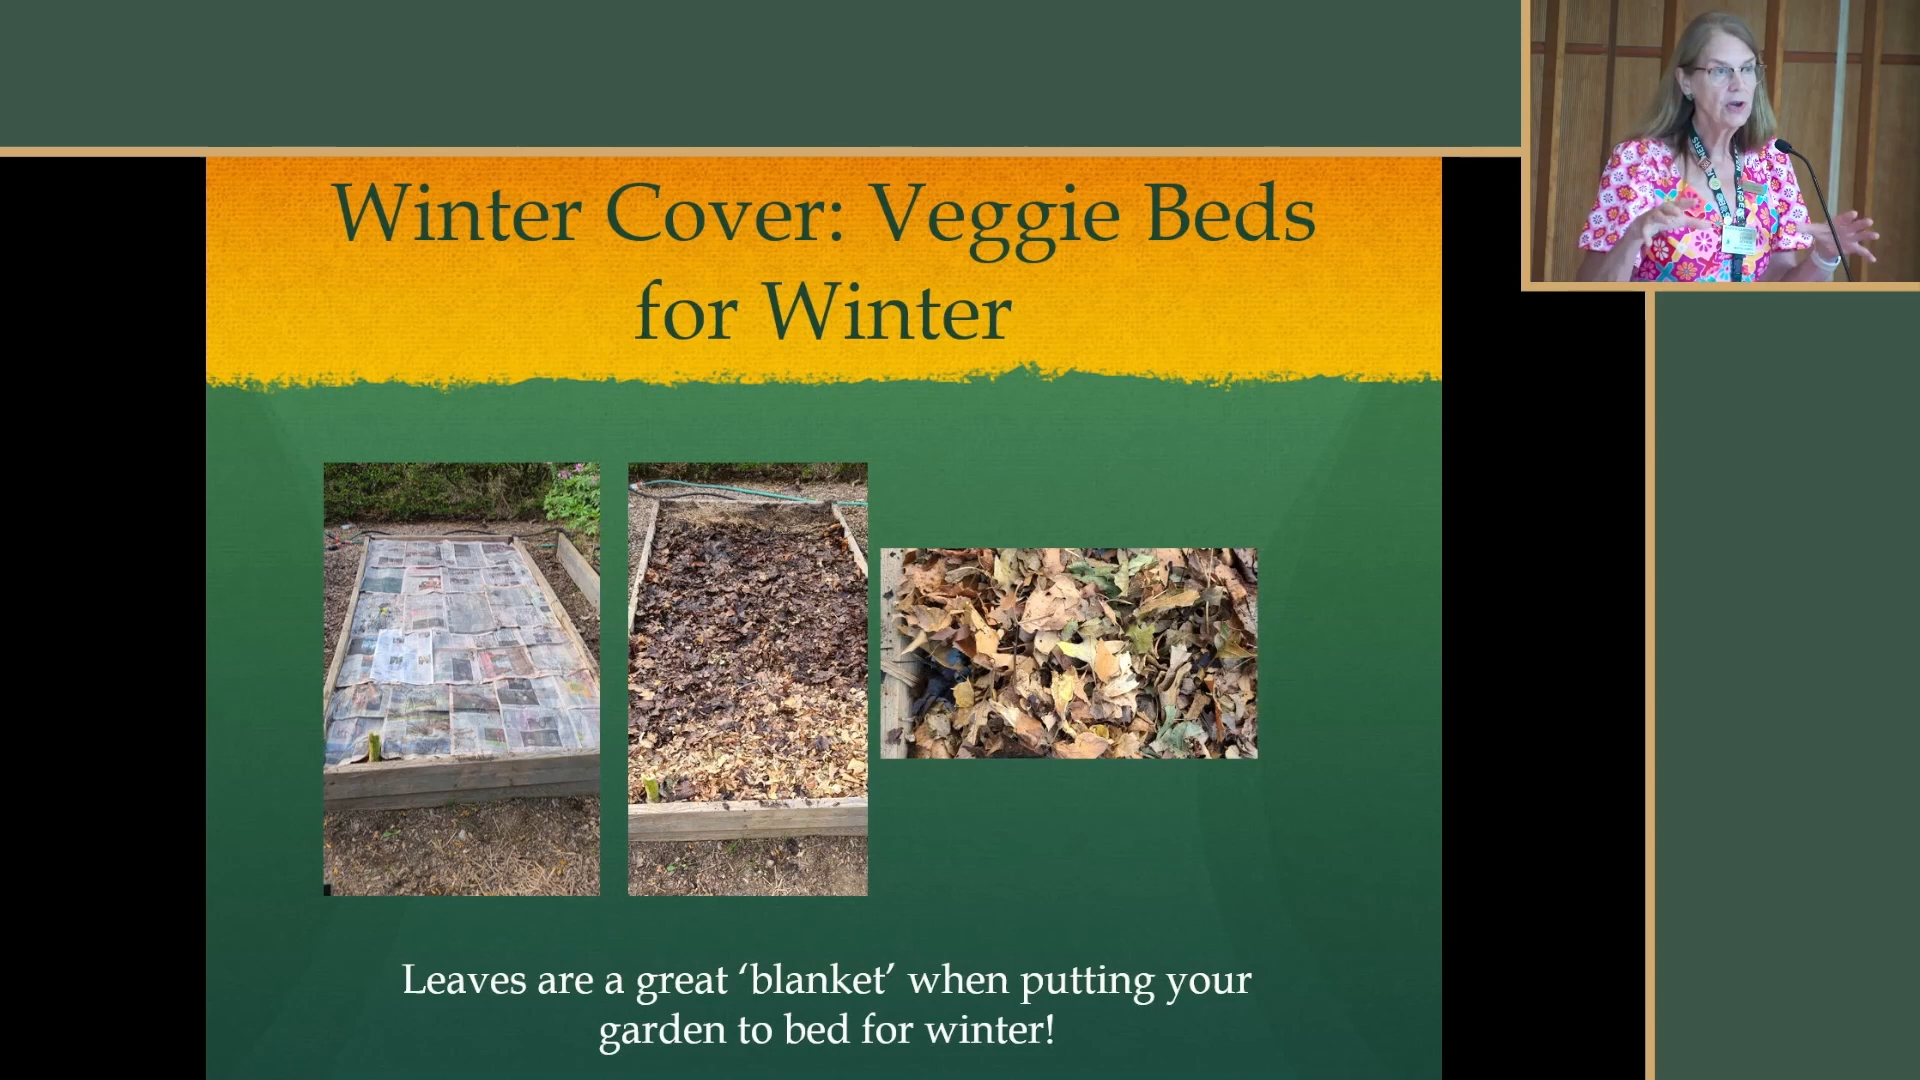 Winter Cover: Veggie Beds
for Winter
Leaves are a great ‘blanket’ when putting your
garden to bed for winter!